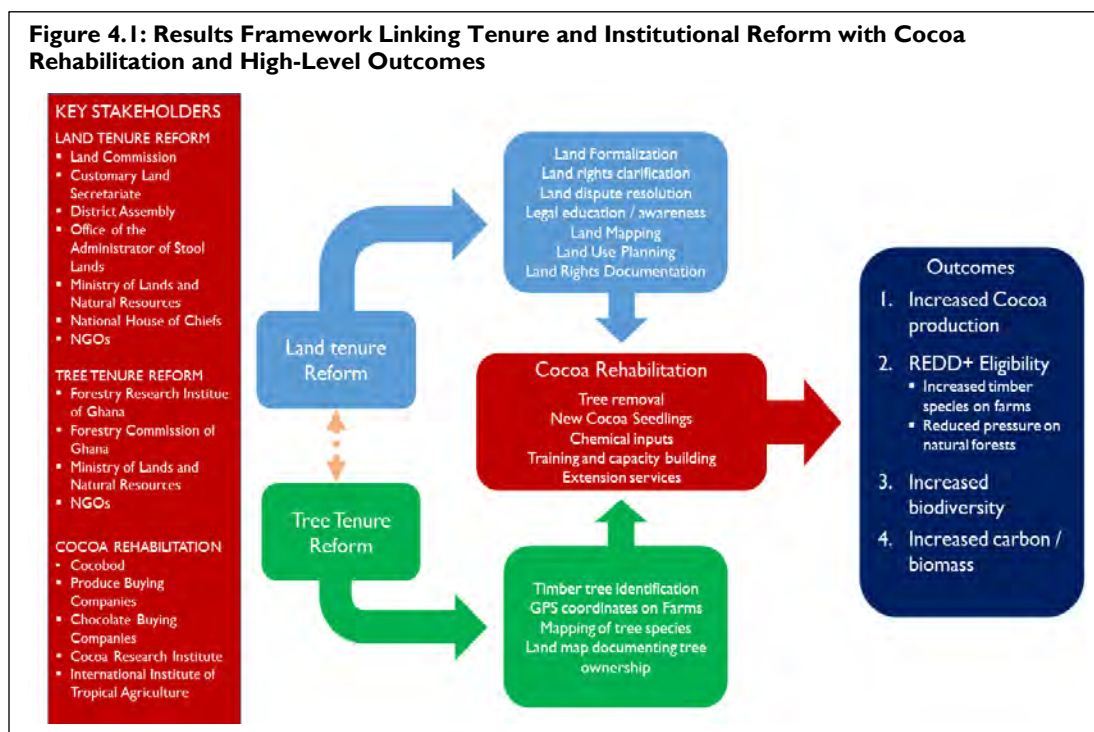 Figure 4.1: Results Framework Linking Tenure and Institutional Reform with Cocoa
Rehabilitation and High-Level Outcomes
KEY STAKEHOLDERS
LAND TENURE REFORM
▪ Land Commission
▪ Customary Land
Secretariate
▪ District Assembly
▪ Office of the
Administrator of Stool
Lands
▪ Ministry of Lands and
Natural Resources
▪ National House of Chiefs
▪ NGOs
TREE TENURE REFORM
▪ Forestry Research Institue
of Ghana
▪ Forestry Commission of
Ghana
▪ Ministry of Lands and
Natural Resources
▪ NGOs
COCOA REHABILITATION
• Cocobod
▪ Produce Buying
Companies
▪ Chocolate Buying
Companies
▪ Cocoa Research Institute
▪ International Institute of
Tropical Agriculture
Land tenure
Reform
Tree Tenure
Reform
Land Formalization
Land rights clarification
Land dispute resolution
Legal education / awareness
Land Mapping
Land Use Planning
Land Rights Documentation
Cocoa Rehabilitation
Tree removal
New Cocoa Seedlings
Chemical inputs
Training and capacity building
Extension services
Timber tree identification
GPS coordinates on Farms
Mapping of tree species
Land map documenting tree
ownership
Outcomes
1. Increased Cocoa
production
2. REDD+ Eligibility
▪ Increased timber
species on farms
▪ Reduced pressure on
natural forests
3. Increased
biodiversity
4. Increased carbon /
biomass